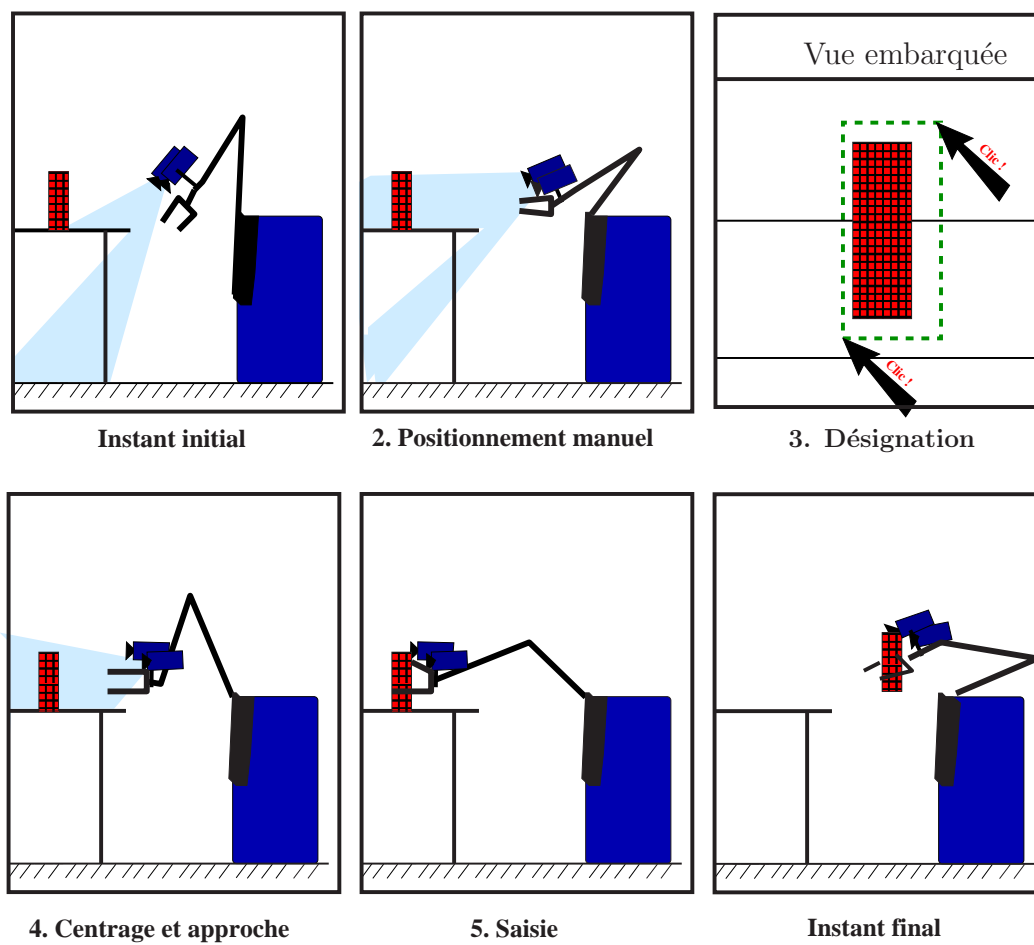 Vue embarquée
Clic !
Clic !
Instant initial
2. Positionnement manuel
3. Désignation
4. Centrage et approche
5. Saisie
Instant final